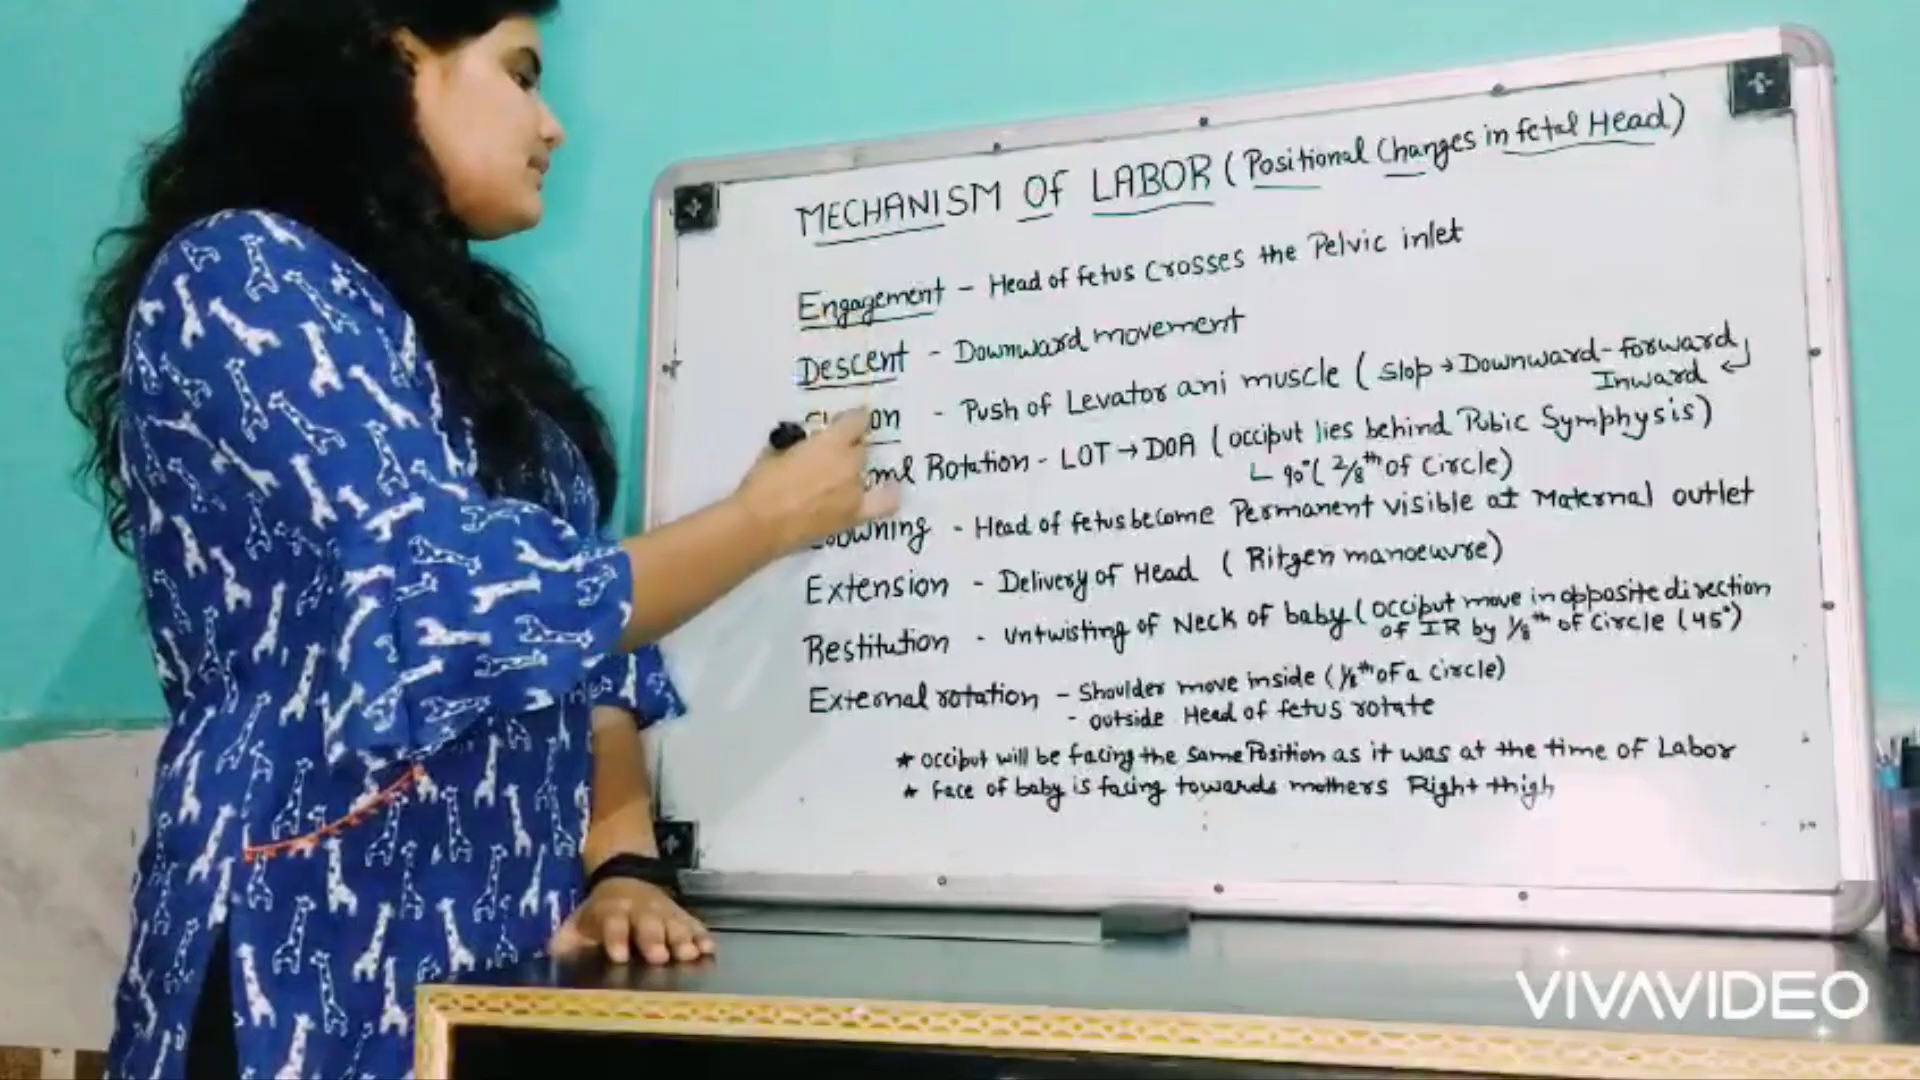 MECHANISM OF LABOR (Positional Changes in fetal Head)
Engagement - Head of fetus crosses the Pelvic inlet
Descent - Downward movement
- Push of Levator ani muscle (Slop → Downward-forward
Inward
Rotation - LOT → DOA (occiput lies behind Pubic Symphysis)
90° (2/8th of Circle)
- Head of fetus become Permanent visible at Maternal outlet
Extension - Delivery of Head (Ritgen manoeuvre)
Restitution - Untwisting of Neck of baby (occiput move in opposite direction
of IR by 1/8th of Circle (45°)
External rotation - Shoulder move inside (1/8th of a circle)
- outside Head of fetus rotate
* occiput will be facing the same Position as it was at the time of Labor
* face of baby is facing towards mothers Right thigh
VIVAVIDEO